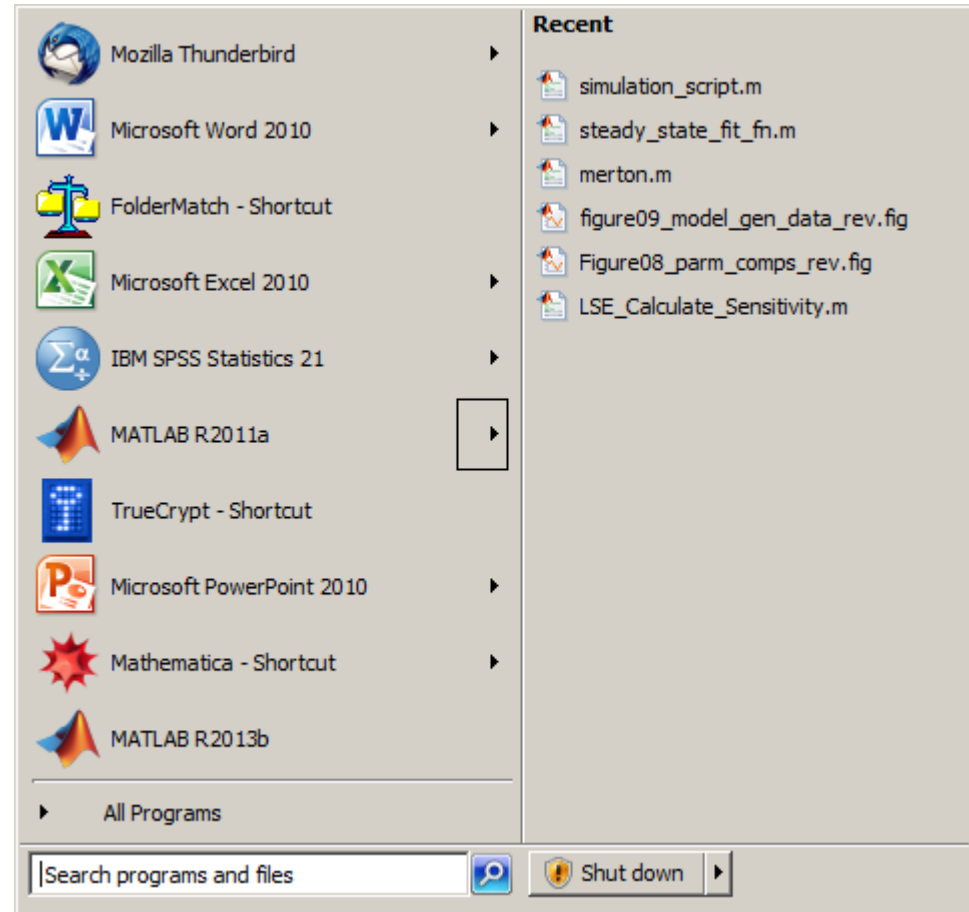 Mozilla Thunderbird
Microsoft Word 2010
FolderMatch - Shortcut
Microsoft Excel 2010
IBM SPSS Statistics 21
MATLAB R2011a
TrueCrypt - Shortcut
Microsoft PowerPoint 2010
Mathematica - Shortcut
MATLAB R2013b
All Programs
Search programs and files
Recent
simulation_script.m
steady_state_fit_fn.m
merton.m
figure09_model_gen_data_rev.fig
Figure08_parm_comps_rev.fig
LSE_Calculate_Sensitivity.m
Shut down